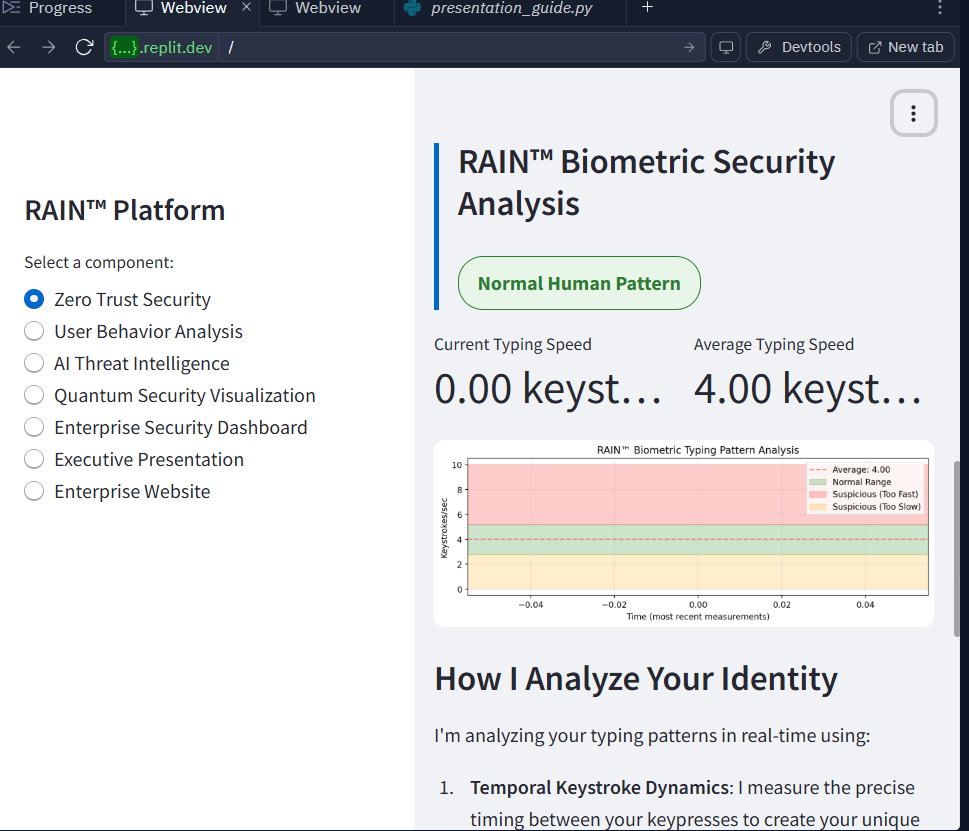 Progress
Webview ×
Webview
presentation_guide.py
+
{...}.replit.dev /
Devtools
New tab
RAIN™ Platform
Select a component:
Zero Trust Security
User Behavior Analysis
AI Threat Intelligence
Quantum Security Visualization
Enterprise Security Dashboard
Executive Presentation
Enterprise Website
RAIN™ Biometric Security
Analysis
Normal Human Pattern
Current Typing Speed
0.00 keyst…
Average Typing Speed
4.00 keyst…
RAIN™ Biometric Typing Pattern Analysis
Keystrokes/sec
10
8
6
4
2
0
Average: 4.00
Normal Range
Suspicious (Too Fast)
Suspicious (Too Slow)
−0.04 −0.02 0.00 0.02 0.04
Time (most recent measurements)
How I Analyze Your Identity
I'm analyzing your typing patterns in real-time using:
1. Temporal Keystroke Dynamics: I measure the precise
timing between your keypresses to create your unique